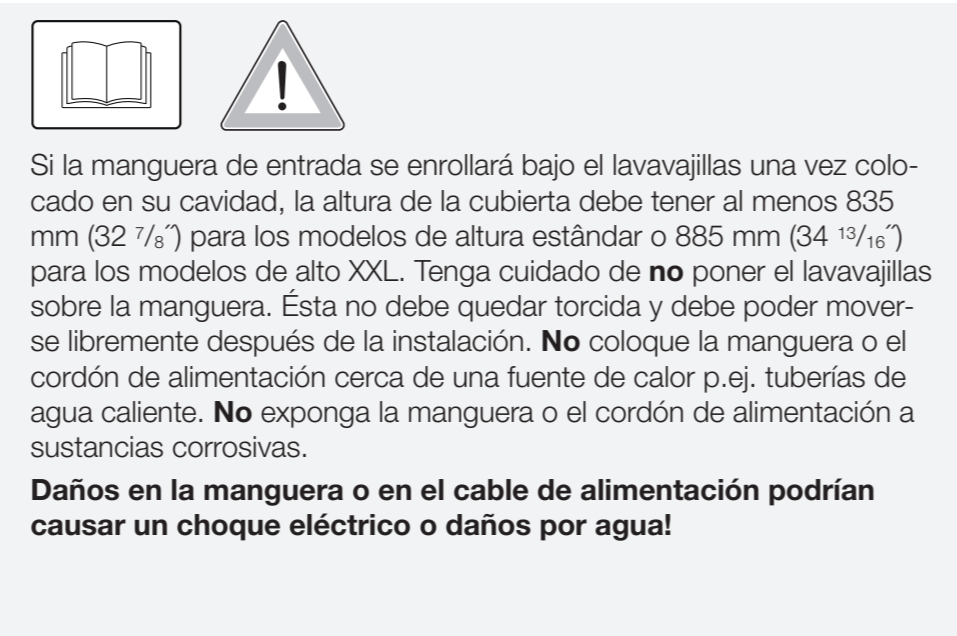 Si la manguera de entrada se enrollará bajo el lavavajillas una vez colo-
cado en su cavidad, la altura de la cubierta debe tener al menos 835
mm (32 ⁷/₈˝) para los modelos de altura estândar o 885 mm (34 ¹³/₁₆˝)
para los modelos de alto XXL. Tenga cuidado de no poner el lavavajillas
sobre la manguera. Ésta no debe quedar torcida y debe poder mover-
se libremente después de la instalación. No coloque la manguera o el
cordón de alimentación cerca de una fuente de calor p.ej. tuberías de
agua caliente. No exponga la manguera o el cordón de alimentación a
sustancias corrosivas.
Daños en la manguera o en el cable de alimentación podrían
causar un choque eléctrico o daños por agua!